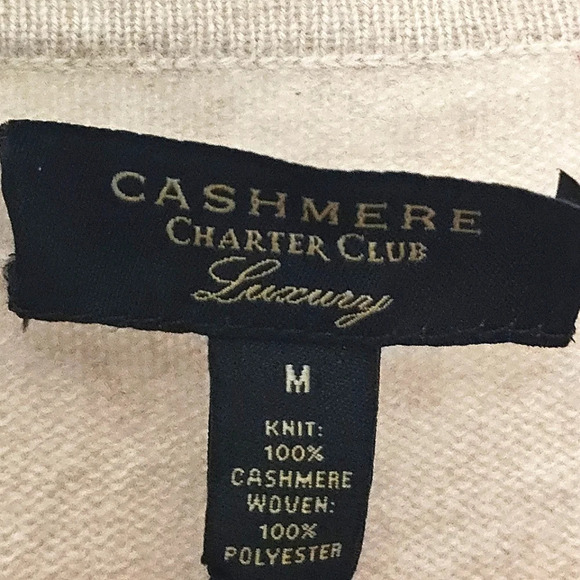 CASHMERE
CHARTER CLUB
Luxury
M
KNIT:
100%
CASHMERE
WOVEN:
100%
POLYESTER